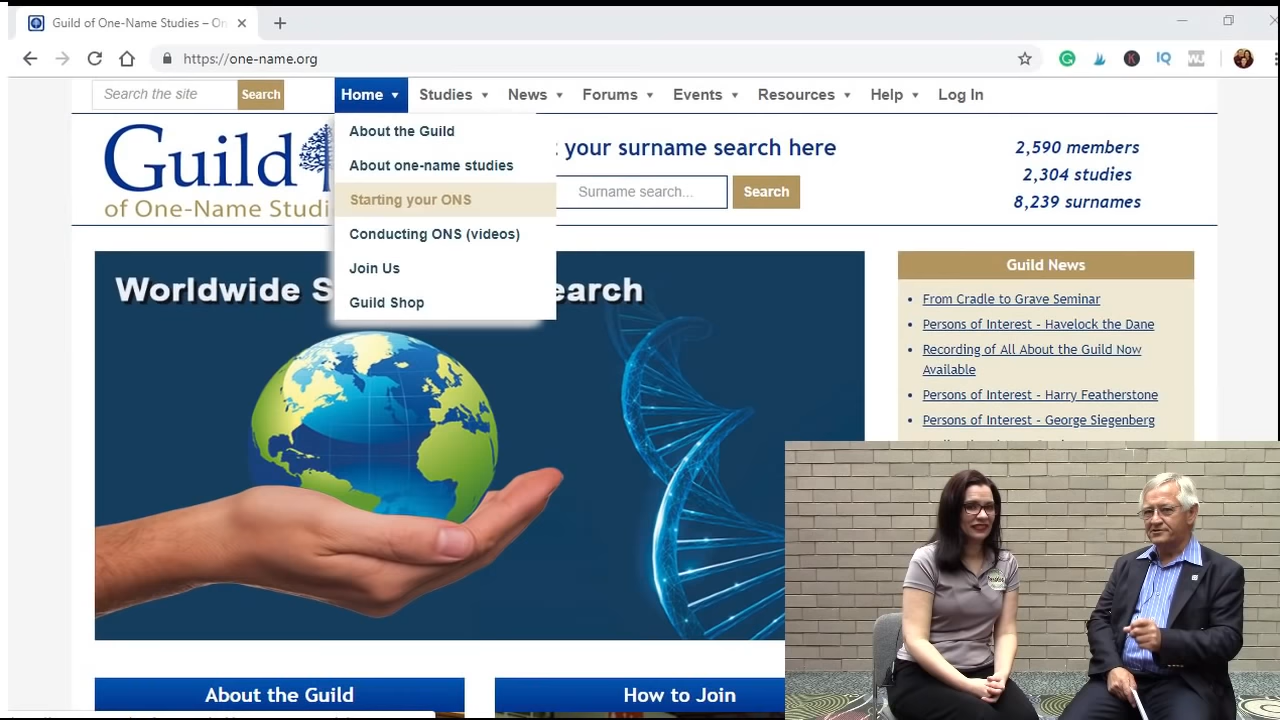 Guild of One-Name Studies – On
https://one-name.org
Search the site
Search
Home
Studies
News
Forums
Events
Resources
Help
Log In
About the Guild
About one-name studies
Starting your ONS
Conducting ONS (videos)
Join Us
Guild Shop
Guild
of One-Name Studi
your surname search here
Surname search...
Search
2,590 members
2,304 studies
8,239 surnames
Worldwide S
earch
Guild News
From Cradle to Grave Seminar
Persons of Interest - Havelock the Dane
Recording of All About the Guild Now
Available
Persons of Interest - Harry Featherstone
Persons of Interest - George Siegenberg
About the Guild
How to Join